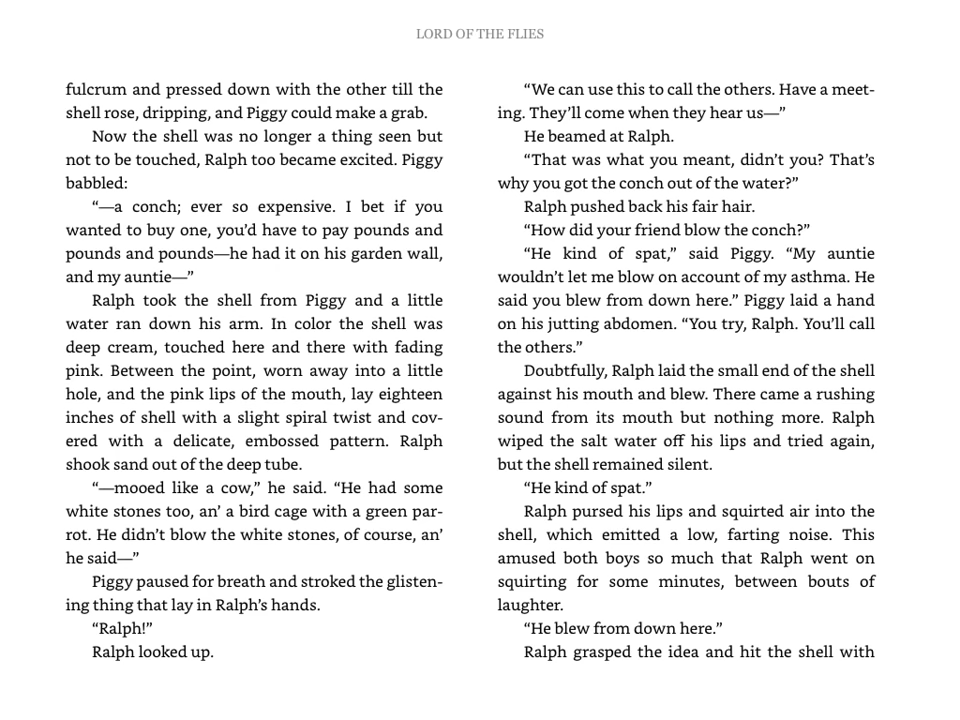 LORD OF THE FLIES
fulcrum and pressed down with the other till the
shell rose, dripping, and Piggy could make a grab.
Now the shell was no longer a thing seen but
not to be touched, Ralph too became excited. Piggy
babbled:
“—a conch; ever so expensive. I bet if you
wanted to buy one, you’d have to pay pounds and
pounds and pounds—he had it on his garden wall,
and my auntie—”
Ralph took the shell from Piggy and a little
water ran down his arm. In color the shell was
deep cream, touched here and there with fading
pink. Between the point, worn away into a little
hole, and the pink lips of the mouth, lay eighteen
inches of shell with a slight spiral twist and cov-
ered with a delicate, embossed pattern. Ralph
shook sand out of the deep tube.
“—mooed like a cow,” he said. “He had some
white stones too, an’ a bird cage with a green par-
rot. He didn’t blow the white stones, of course, an’
he said—”
Piggy paused for breath and stroked the glisten-
ing thing that lay in Ralph’s hands.
“Ralph!”
Ralph looked up.
“We can use this to call the others. Have a meet-
ing. They’ll come when they hear us—”
He beamed at Ralph.
“That was what you meant, didn’t you? That’s
why you got the conch out of the water?”
Ralph pushed back his fair hair.
“How did your friend blow the conch?”
“He kind of spat,” said Piggy. “My auntie
wouldn’t let me blow on account of my asthma. He
said you blew from down here.” Piggy laid a hand
on his jutting abdomen. “You try, Ralph. You’ll call
the others.”
Doubtfully, Ralph laid the small end of the shell
against his mouth and blew. There came a rushing
sound from its mouth but nothing more. Ralph
wiped the salt water off his lips and tried again,
but the shell remained silent.
“He kind of spat.”
Ralph pursed his lips and squirted air into the
shell, which emitted a low, farting noise. This
amused both boys so much that Ralph went on
squirting for some minutes, between bouts of
laughter.
“He blew from down here.”
Ralph grasped the idea and hit the shell with